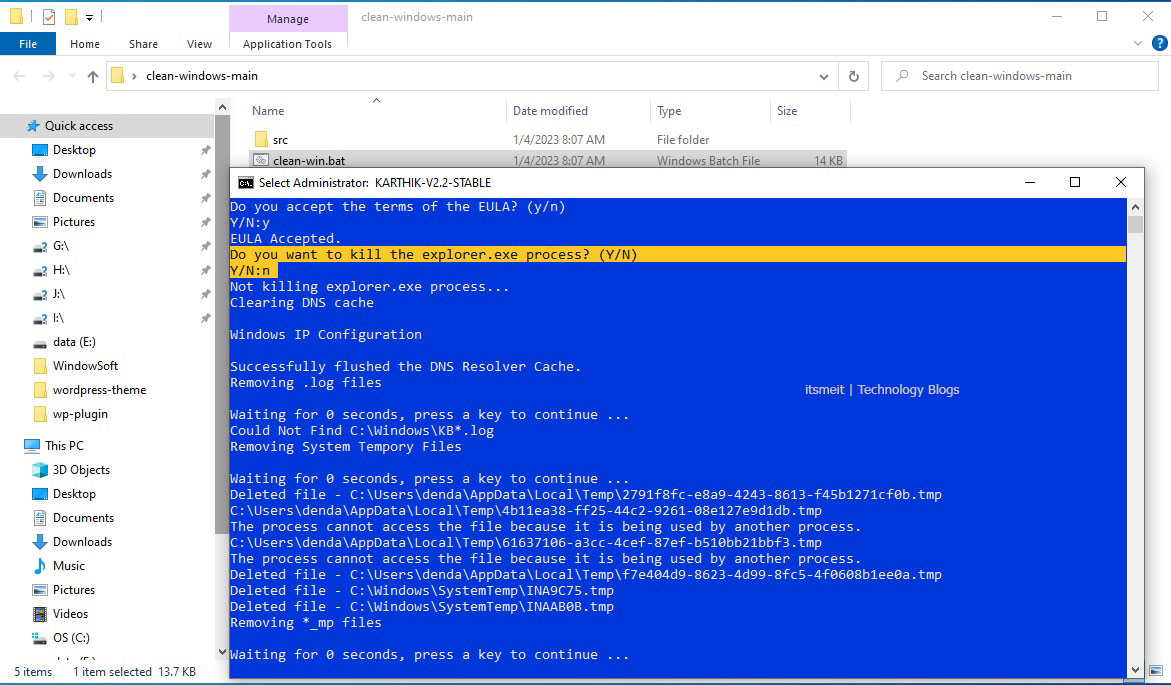 Manage
clean-windows-main
File
Home
Share
View
Application Tools
clean-windows-main
Search clean-windows-main
Name
Date modified
Type
Size
src
1/4/2023 8:07 AM
File folder
clean-win.bat
1/4/2023 8:07 AM
Windows Batch File
14 KB
Quick access
Desktop
Downloads
Documents
Pictures
G:\
H:\
J:\
I:\
data (E:)
WindowSoft
wordpress-theme
wp-plugin
This PC
3D Objects
Desktop
Documents
Downloads
Music
Pictures
Videos
OS (C:)
5 items
1 item selected 13.7 KB
Select Administrator: KARTHIK-V2.2-STABLE
Do you accept the terms of the EULA? (y/n)
Y/N:y
EULA Accepted.
Do you want to kill the explorer.exe process? (Y/N)
Y/N:n
Not killing explorer.exe process...
Clearing DNS cache
Windows IP Configuration
Successfully flushed the DNS Resolver Cache.
Removing .log files
itsmeit | Technology Blogs
Waiting for 0 seconds, press a key to continue ...
Could Not Find C:\Windows\KB*.log
Removing System Tempory Files
Waiting for 0 seconds, press a key to continue ...
Deleted file - C:\Users\denda\AppData\Local\Temp\2791f8fc-e8a9-4243-8613-f45b1271cf0b.tmp
C:\Users\denda\AppData\Local\Temp\4b11ea38-ff25-44c2-9261-08e127e9d1db.tmp
The process cannot access the file because it is being used by another process.
C:\Users\denda\AppData\Local\Temp\61637106-a3cc-4cef-87ef-b510bb21bbf3.tmp
The process cannot access the file because it is being used by another process.
Deleted file - C:\Users\denda\AppData\Local\Temp\f7e404d9-8623-4d99-8fc5-4f0608b1ee0a.tmp
Deleted file - C:\Windows\SystemTemp\INA9C75.tmp
Deleted file - C:\Windows\SystemTemp\INAAB0B.tmp
Removing *_mp files
Waiting for 0 seconds, press a key to continue ...